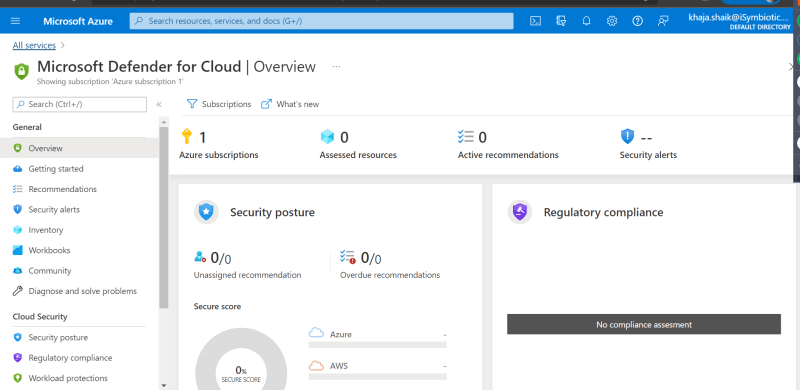 Microsoft Azure
Search resources, services, and docs (G+/)
khaja.shaik@iSymbiotic....
DEFAULT DIRECTORY
All services
Microsoft Defender for Cloud | Overview ...
Showing subscription 'Azure subscription 1'
Search (Ctrl+/)
«
Subscriptions
What's new
General
Overview
Getting started
Recommendations
Security alerts
Inventory
Workbooks
Community
Diagnose and solve problems
Cloud Security
Security posture
Regulatory compliance
Workload protections
1
Azure subscriptions
0
Assessed resources
0
Active recommendations
--
Security alerts
Security posture
0/0
Unassigned recommendation
0/0
Overdue recommendations
Secure score
0%
SECURE SCORE
Azure -
AWS -
Regulatory compliance
No compliance assesment